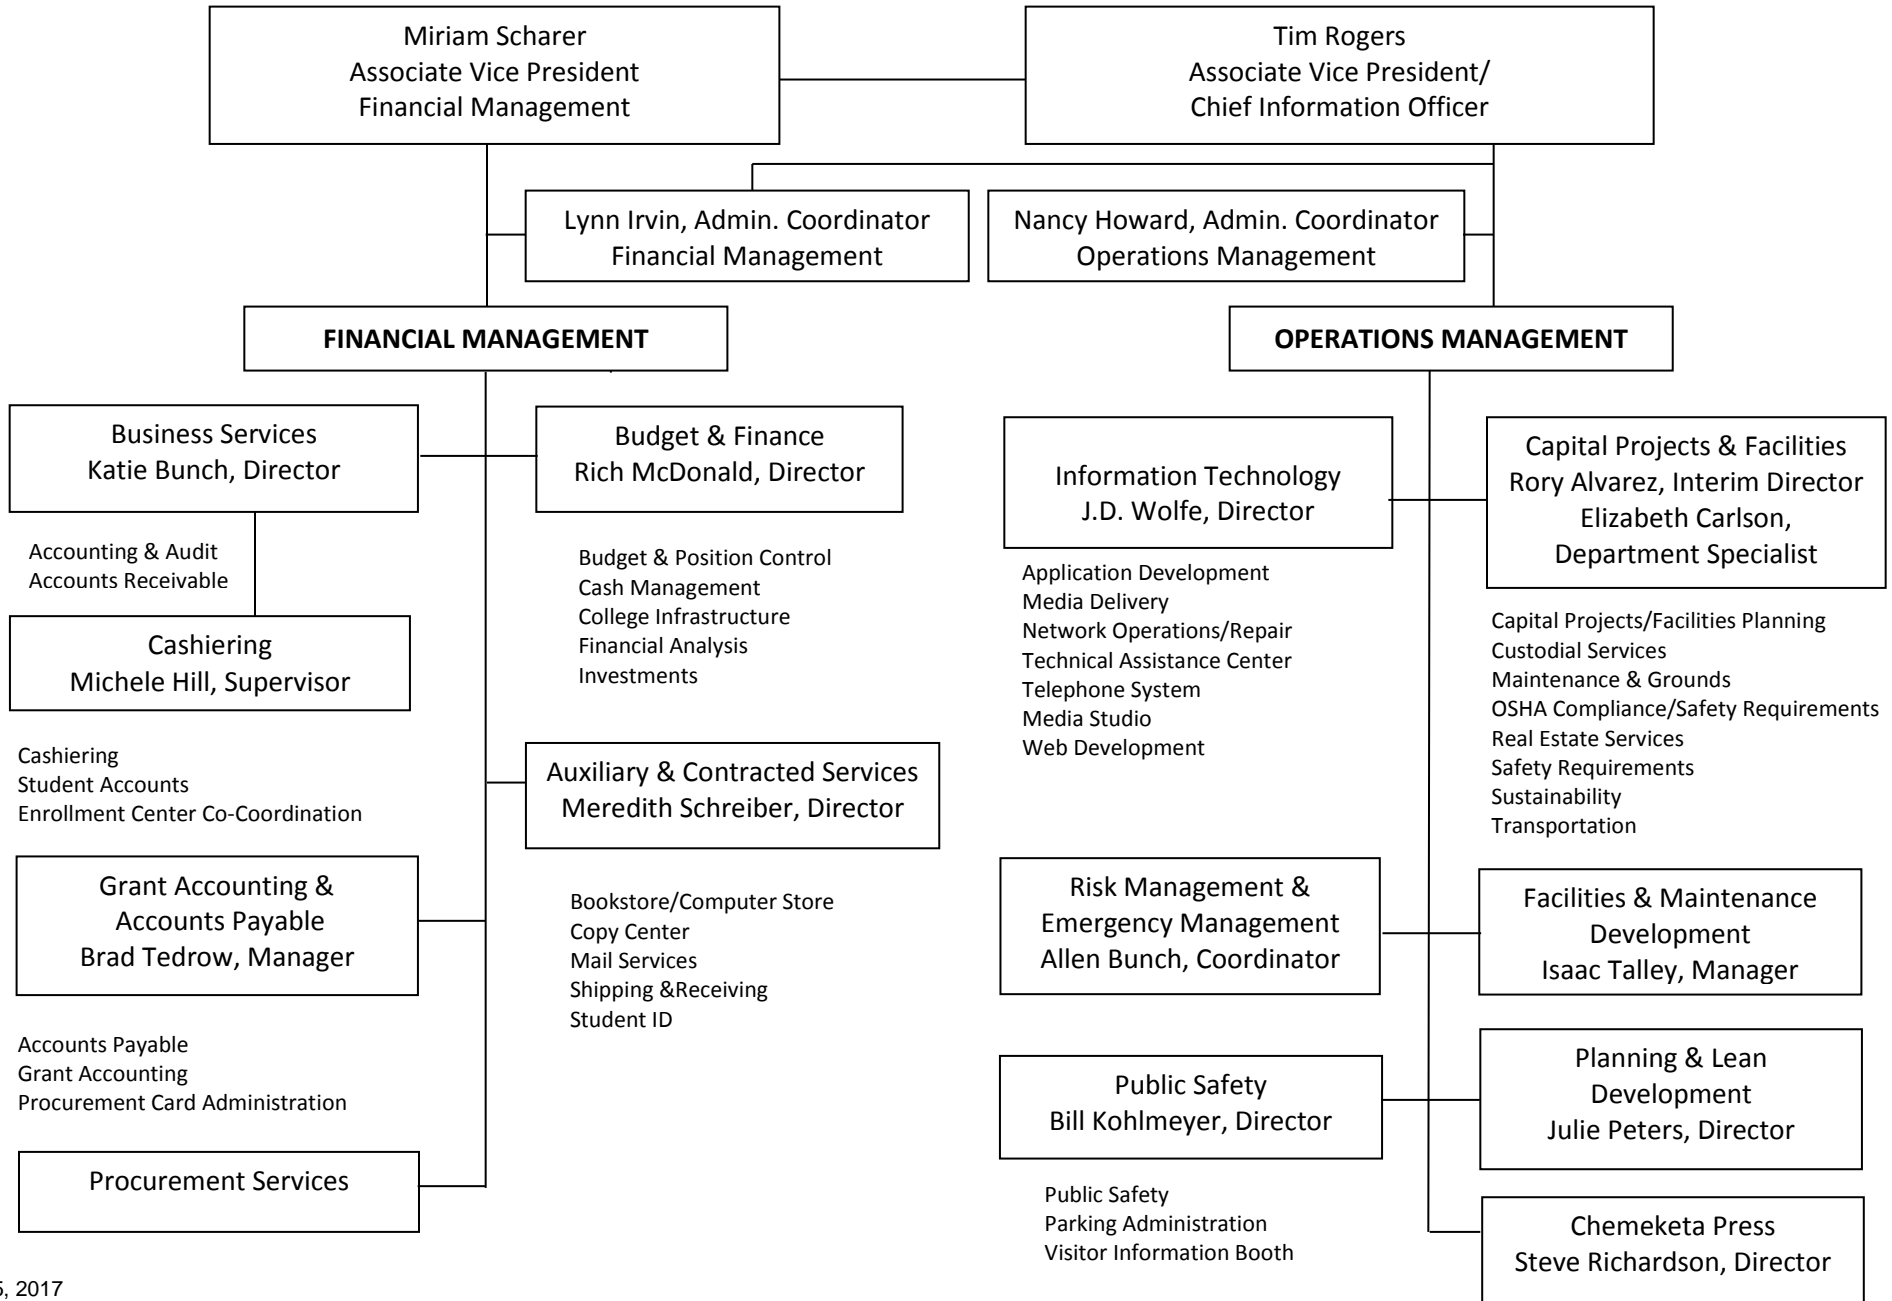 Miriam Scharer
Associate Vice President
Financial Management
Tim Rogers
Associate Vice President/
Chief Information Officer
Lynn Irvin, Admin. Coordinator
Financial Management
Nancy Howard, Admin. Coordinator
Operations Management
FINANCIAL MANAGEMENT
OPERATIONS MANAGEMENT
Business Services
Katie Bunch, Director
Accounting & Audit
Accounts Receivable
Cashiering
Michele Hill, Supervisor
Cashiering
Student Accounts
Enrollment Center Co-Coordination
Grant Accounting &
Accounts Payable
Brad Tedrow, Manager
Accounts Payable
Grant Accounting
Procurement Card Administration
Procurement Services
Budget & Finance
Rich McDonald, Director
Budget & Position Control
Cash Management
College Infrastructure
Financial Analysis
Investments
Auxiliary & Contracted Services
Meredith Schreiber, Director
Bookstore/Computer Store
Copy Center
Mail Services
Shipping &Receiving
Student ID
Information Technology
J.D. Wolfe, Director
Application Development
Media Delivery
Network Operations/Repair
Technical Assistance Center
Telephone System
Media Studio
Web Development
Risk Management &
Emergency Management
Allen Bunch, Coordinator
Public Safety
Bill Kohlmeyer, Director
Public Safety
Parking Administration
Visitor Information Booth
Capital Projects & Facilities
Rory Alvarez, Interim Director
Elizabeth Carlson,
Department Specialist
Capital Projects/Facilities Planning
Custodial Services
Maintenance & Grounds
OSHA Compliance/Safety Requirements
Real Estate Services
Safety Requirements
Sustainability
Transportation
Facilities & Maintenance
Development
Isaac Talley, Manager
Planning & Lean
Development
Julie Peters, Director
Chemeketa Press
Steve Richardson, Director
, 2017